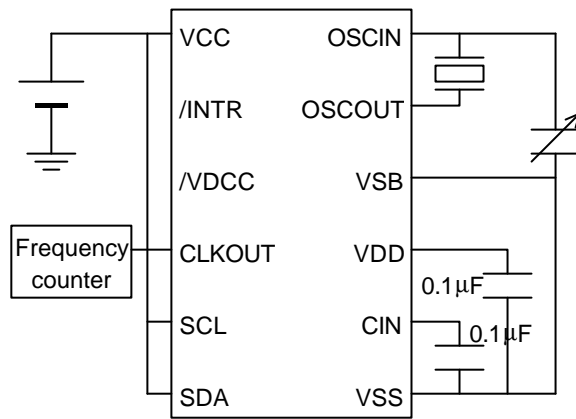 VCC OSCIN
/INTR OSCOUT
/VDCC VSB
Frequency
counter
CLKOUT VDD
0.1μF
SCL CIN
0.1μF
SDA VSS